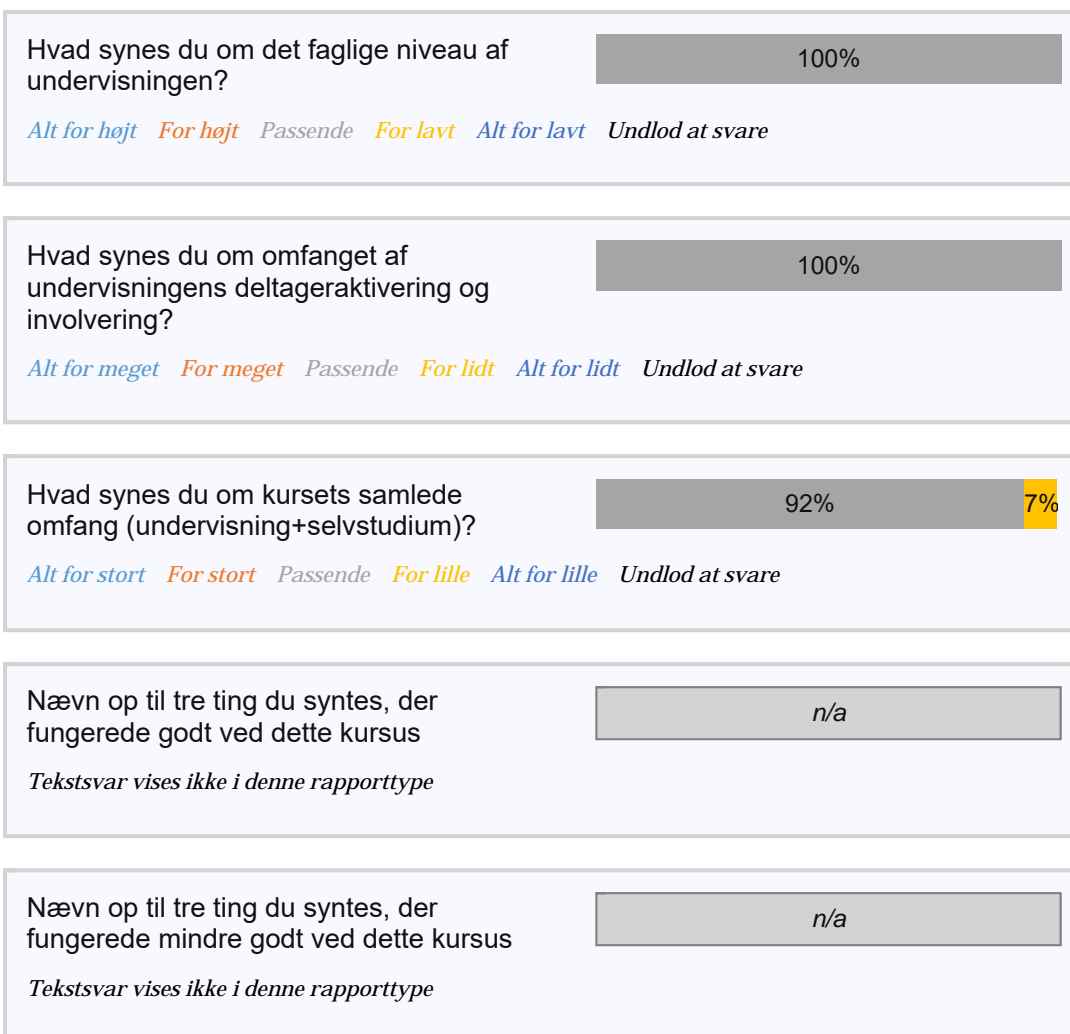 Hvad synes du om det faglige niveau af
undervisningen?
100%
Alt for højt For højt Passende For lavt Alt for lavt Undlod at svare
Hvad synes du om omfanget af
undervisningens deltageraktivering og
involvering?
100%
Alt for meget For meget Passende For lidt Alt for lidt Undlod at svare
Hvad synes du om kursets samlede
omfang (undervisning+selvstudium)?
92% 7%
Alt for stort For stort Passende For lille Alt for lille Undlod at svare
Nævn op til tre ting du syntes, der
fungerede godt ved dette kursus
n/a
Tekstsvar vises ikke i denne rapporttype
Nævn op til tre ting du syntes, der
fungerede mindre godt ved dette kursus
n/a
Tekstsvar vises ikke i denne rapporttype